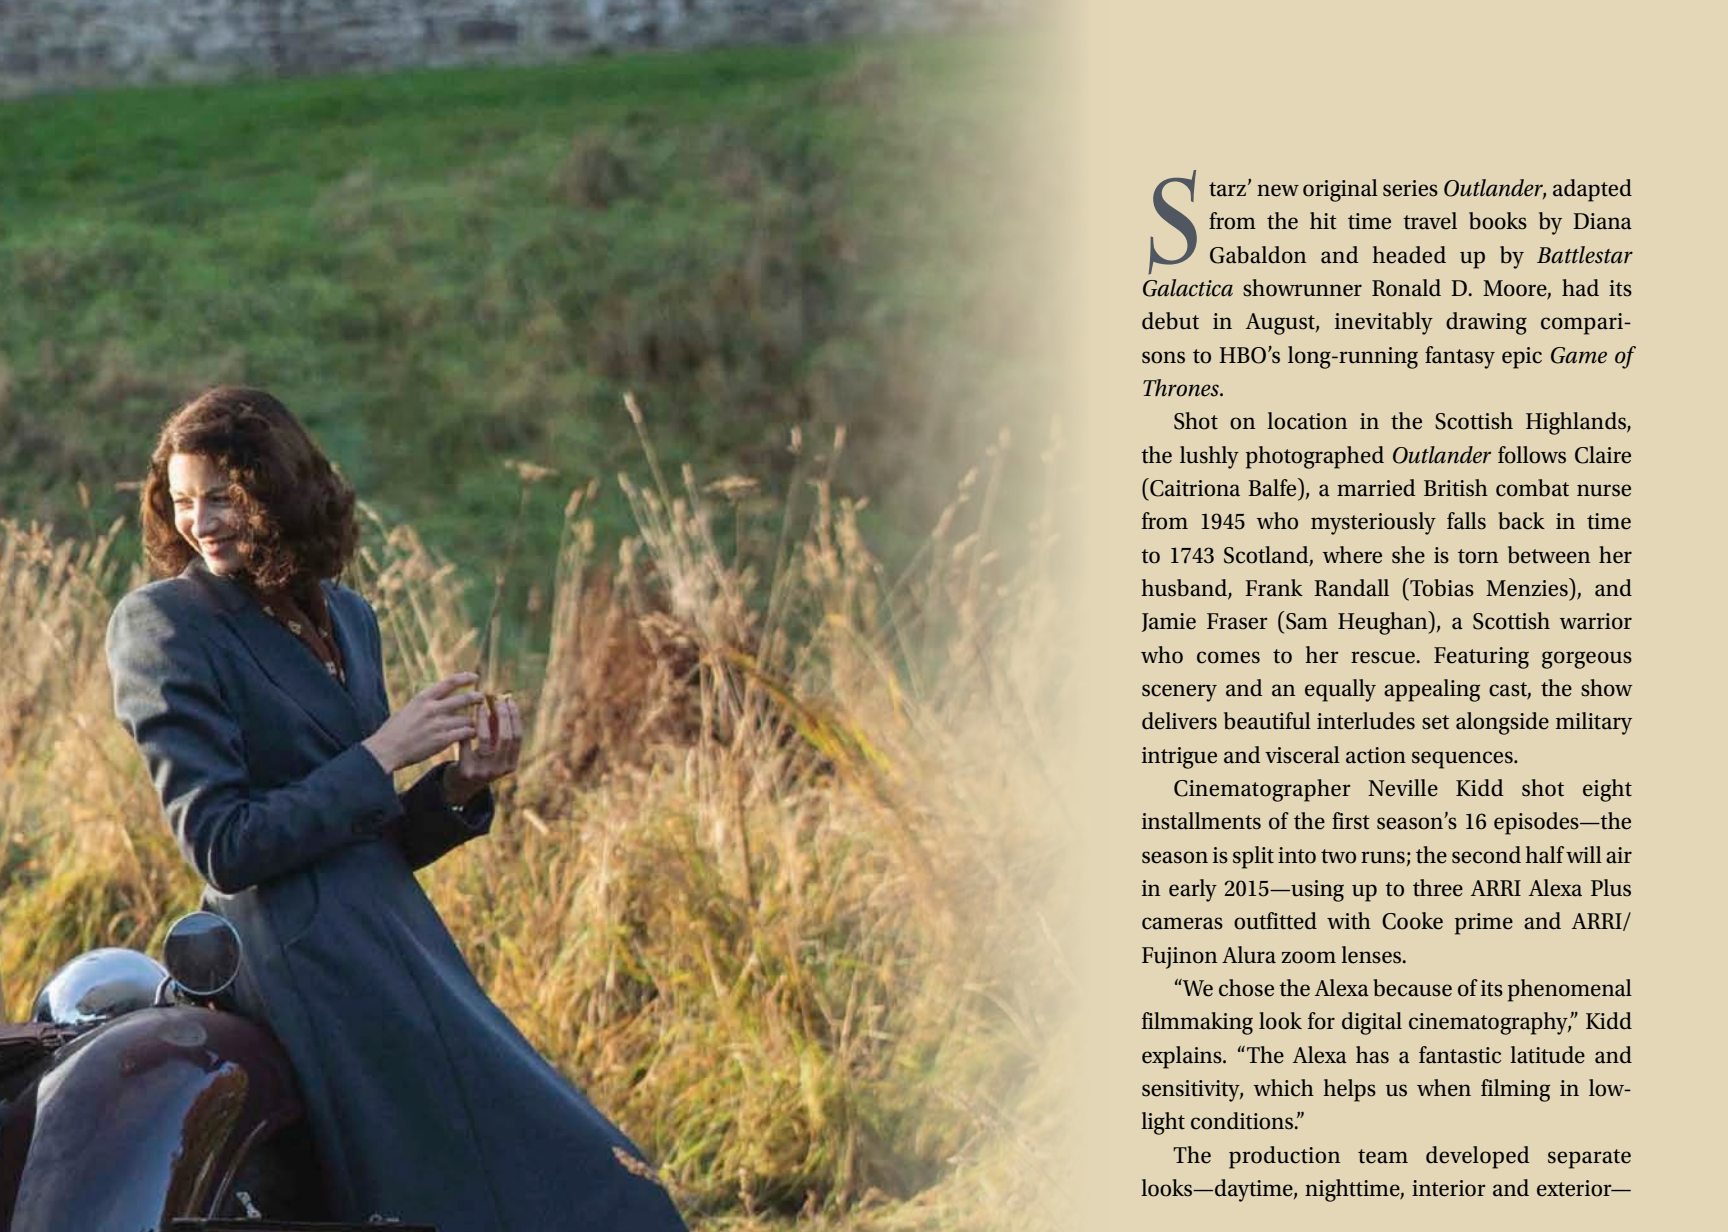 Starz’ new original series Outlander, adapted
from the hit time travel books by Diana
Gabaldon and headed up by Battlestar
Galactica showrunner Ronald D. Moore, had its
debut in August, inevitably drawing compari-
sons to HBO’s long-running fantasy epic Game of
Thrones.
Shot on location in the Scottish Highlands,
the lushly photographed Outlander follows Claire
(Caitriona Balfe), a married British combat nurse
from 1945 who mysteriously falls back in time
to 1743 Scotland, where she is torn between her
husband, Frank Randall (Tobias Menzies), and
Jamie Fraser (Sam Heughan), a Scottish warrior
who comes to her rescue. Featuring gorgeous
scenery and an equally appealing cast, the show
delivers beautiful interludes set alongside military
intrigue and visceral action sequences.
Cinematographer Neville Kidd shot eight
installments of the first season’s 16 episodes—the
season is split into two runs; the second half will air
in early 2015—using up to three ARRI Alexa Plus
cameras outfitted with Cooke prime and ARRI/
Fujinon Alura zoom lenses.
“We chose the Alexa because of its phenomenal
filmmaking look for digital cinematography,” Kidd
explains. “The Alexa has a fantastic latitude and
sensitivity, which helps us when filming in low-
light conditions.”
The production team developed separate
looks—daytime, nighttime, interior and exterior—